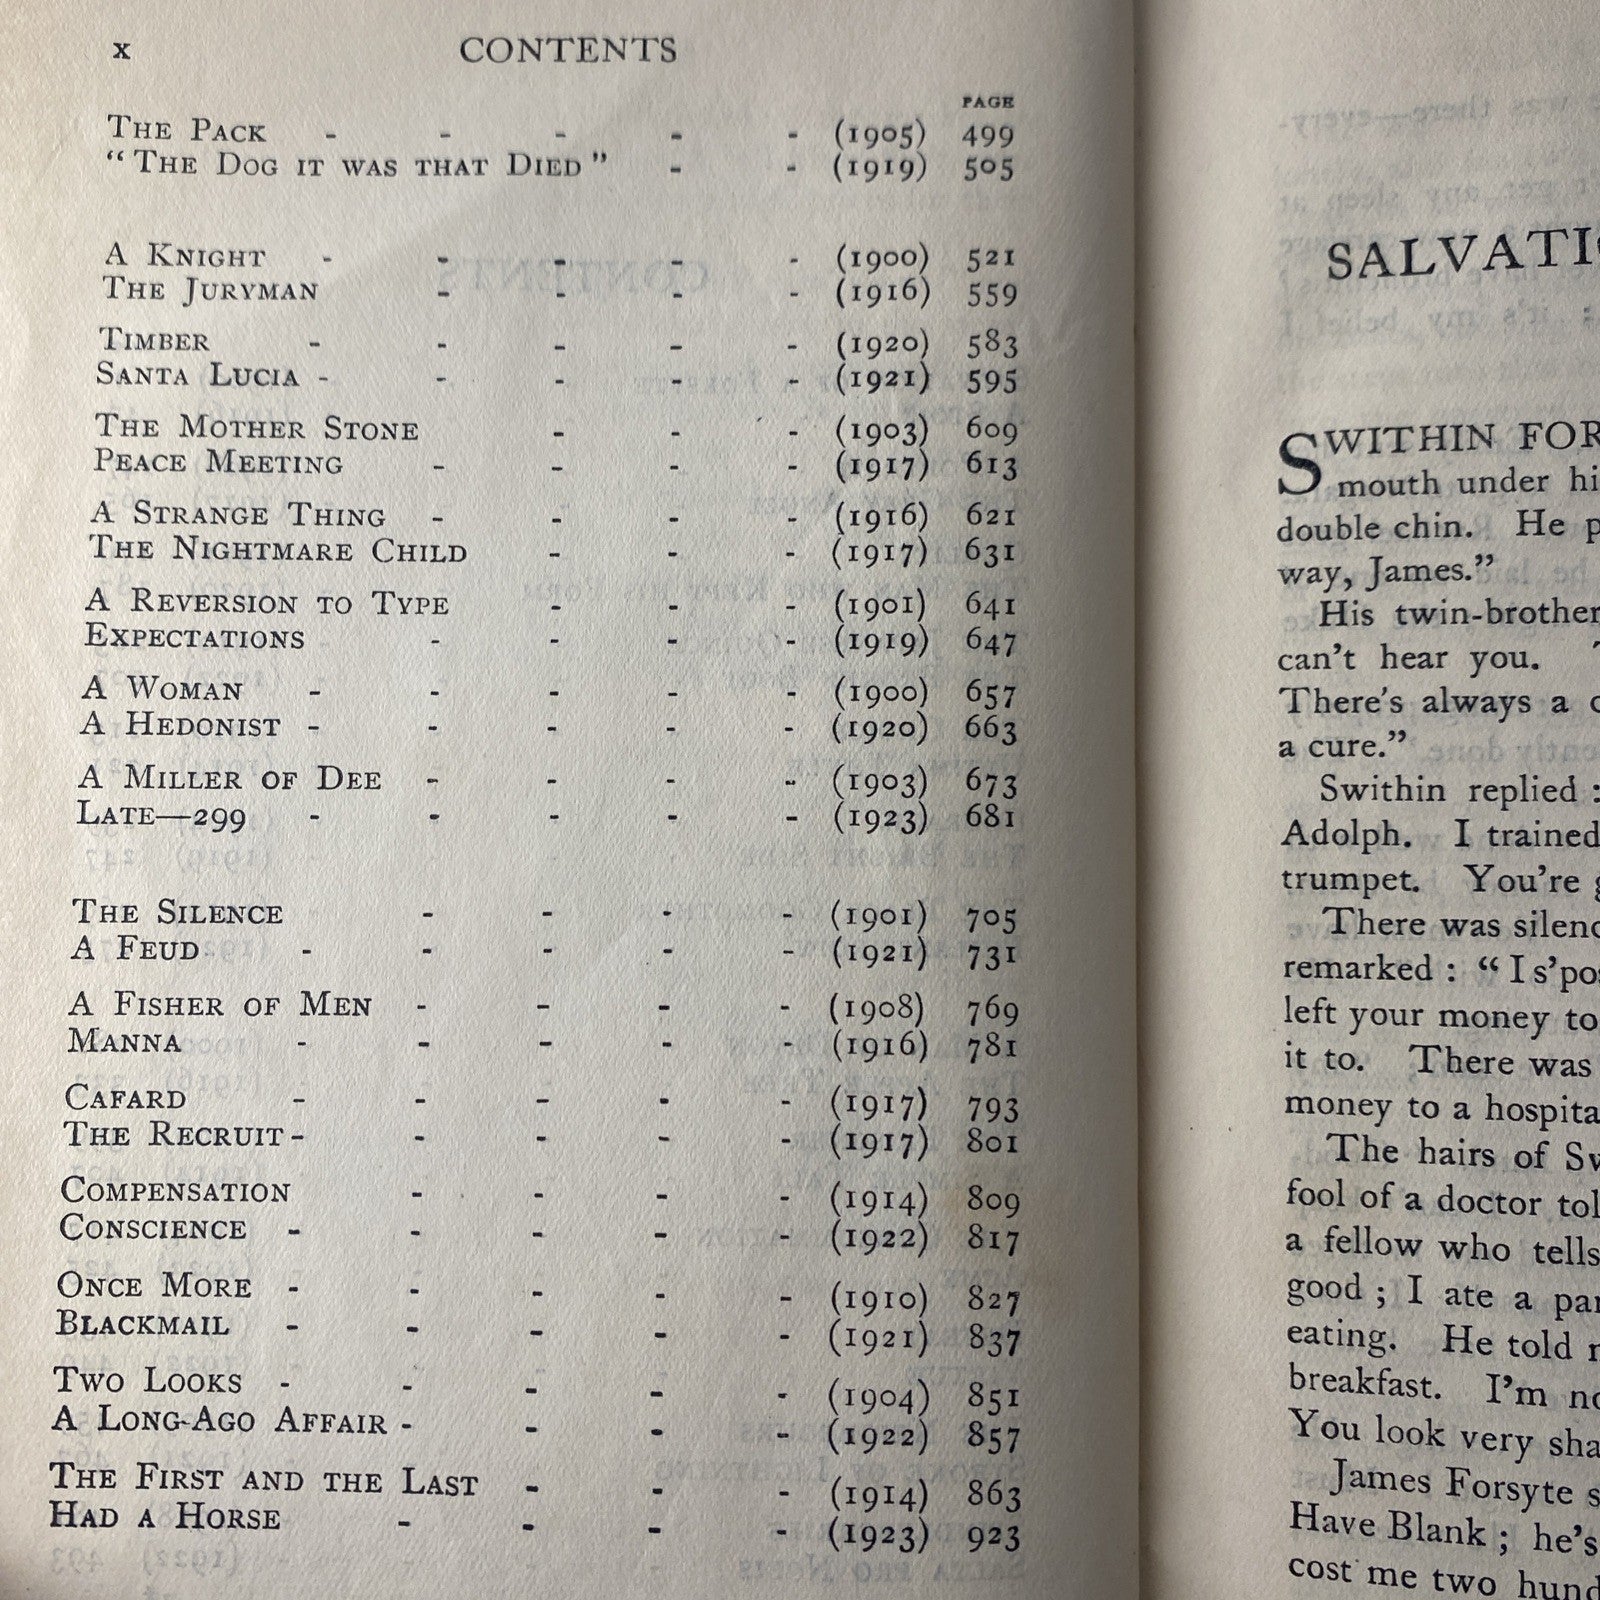 x CONTENTS
PAGE
THE PACK - - - - - (1905) 499
“THE DOG IT WAS THAT DIED” - - (1919) 505
A KNIGHT - - - - - (1900) 521
THE JURYMAN - - - - (1916) 559
TIMBER - - - - - (1920) 583
SANTA LUCIA - - - - - (1921) 595
THE MOTHER STONE - - - (1903) 609
PEACE MEETING - - - - (1917) 613
A STRANGE THING - - - - (1916) 621
THE NIGHTMARE CHILD - - - (1917) 631
A REVERSION TO TYPE - - - (1901) 641
EXPECTATIONS - - - - (1919) 647
A WOMAN - - - - - (1900) 657
A HEDONIST - - - - - (1920) 663
A MILLER OF DEE - - - - (1903) 673
LATE—299 - - - - - (1923) 681
THE SILENCE - - - - (1901) 705
A FEUD - - - - - (1921) 731
A FISHER OF MEN - - - - (1908) 769
MANNA - - - - - (1916) 781
CAFARD - - - - - (1917) 793
THE RECRUIT - - - - - (1917) 801
COMPENSATION - - - - (1914) 809
CONSCIENCE - - - - - (1922) 817
ONCE MORE - - - - - (1910) 827
BLACKMAIL - - - - - (1921) 837
TWO LOOKS - - - - - (1904) 851
A LONG-AGO AFFAIR - - - - (1922) 857
THE FIRST AND THE LAST - - - (1914) 863
HAD A HORSE - - - - (1923) 923
SALVATI
SWITHIN FOR
mouth under hi
double chin. He p
way, James.”
His twin-brother
can't hear you.
There's always a
a cure.”
Swithin replied :
Adolph. I trained
trumpet. You're
There was silenc
remarked : “ I s'pos
left your money to
it to. There was
money to a hospita
The hairs of Sw
fool of a doctor tol
a fellow who tells
good ; I ate a par
eating. He told
breakfast. I'm no
You look very sha
James Forsyte s
Have Blank ; he's
cost me two hund